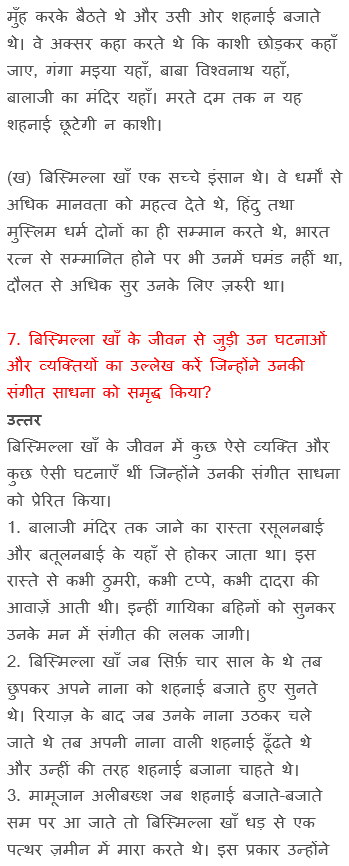 मुँह करके बैठते थे और उसी ओर शहनाई बजाते
थे। वे अक्सर कहा करते थे कि काशी छोड़कर कहाँ
जाए, गंगा मइया यहाँ, बाबा विश्वनाथ यहाँ,
बालाजी का मंदिर यहाँ। मरते दम तक न यह
शहनाई छूटेगी न काशी।

(ख) बिस्मिल्ला खाँ एक सच्चे इंसान थे। वे धर्मों से
अधिक मानवता को महत्व देते थे, हिंदु तथा
मुस्लिम धर्म दोनों का ही सम्मान करते थे, भारत
रत्न से सम्मानित होने पर भी उनमें घमंड नहीं था,
दौलत से अधिक सुर उनके लिए ज़रुरी था।

7. बिस्मिल्ला खाँ के जीवन से जुड़ी उन घटनाओं
और व्यक्तियों का उल्लेख करें जिन्होंने उनकी
संगीत साधना को समृद्ध किया?
उत्तर
बिस्मिल्ला खाँ के जीवन में कुछ ऐसे व्यक्ति और
कुछ ऐसी घटनाएँ थीं जिन्होंने उनकी संगीत साधना
को प्रेरित किया।
1. बालाजी मंदिर तक जाने का रास्ता रसूलनबाई
और बतूलनबाई के यहाँ से होकर जाता था। इस
रास्ते से कभी ठुमरी, कभी टप्पे, कभी दादरा की
आवाज़ें आती थी। इन्हीं गायिका बहिनों को सुनकर
उनके मन में संगीत की ललक जागी।
2. बिस्मिल्ला खाँ जब सिर्फ़ चार साल के थे तब
छुपकर अपने नाना को शहनाई बजाते हुए सुनते
थे। रियाज़ के बाद जब उनके नाना उठकर चले
जाते थे तब अपनी नाना वाली शहनाई ढूँढते थे
और उन्हीं की तरह शहनाई बजाना चाहते थे।
3. मामूजान अलीबख्श जब शहनाई बजाते-बजाते
सम पर आ जाते तो बिस्मिल्ला खाँ धड़ से एक
पत्थर ज़मीन में मारा करते थे। इस प्रकार उन्होंने